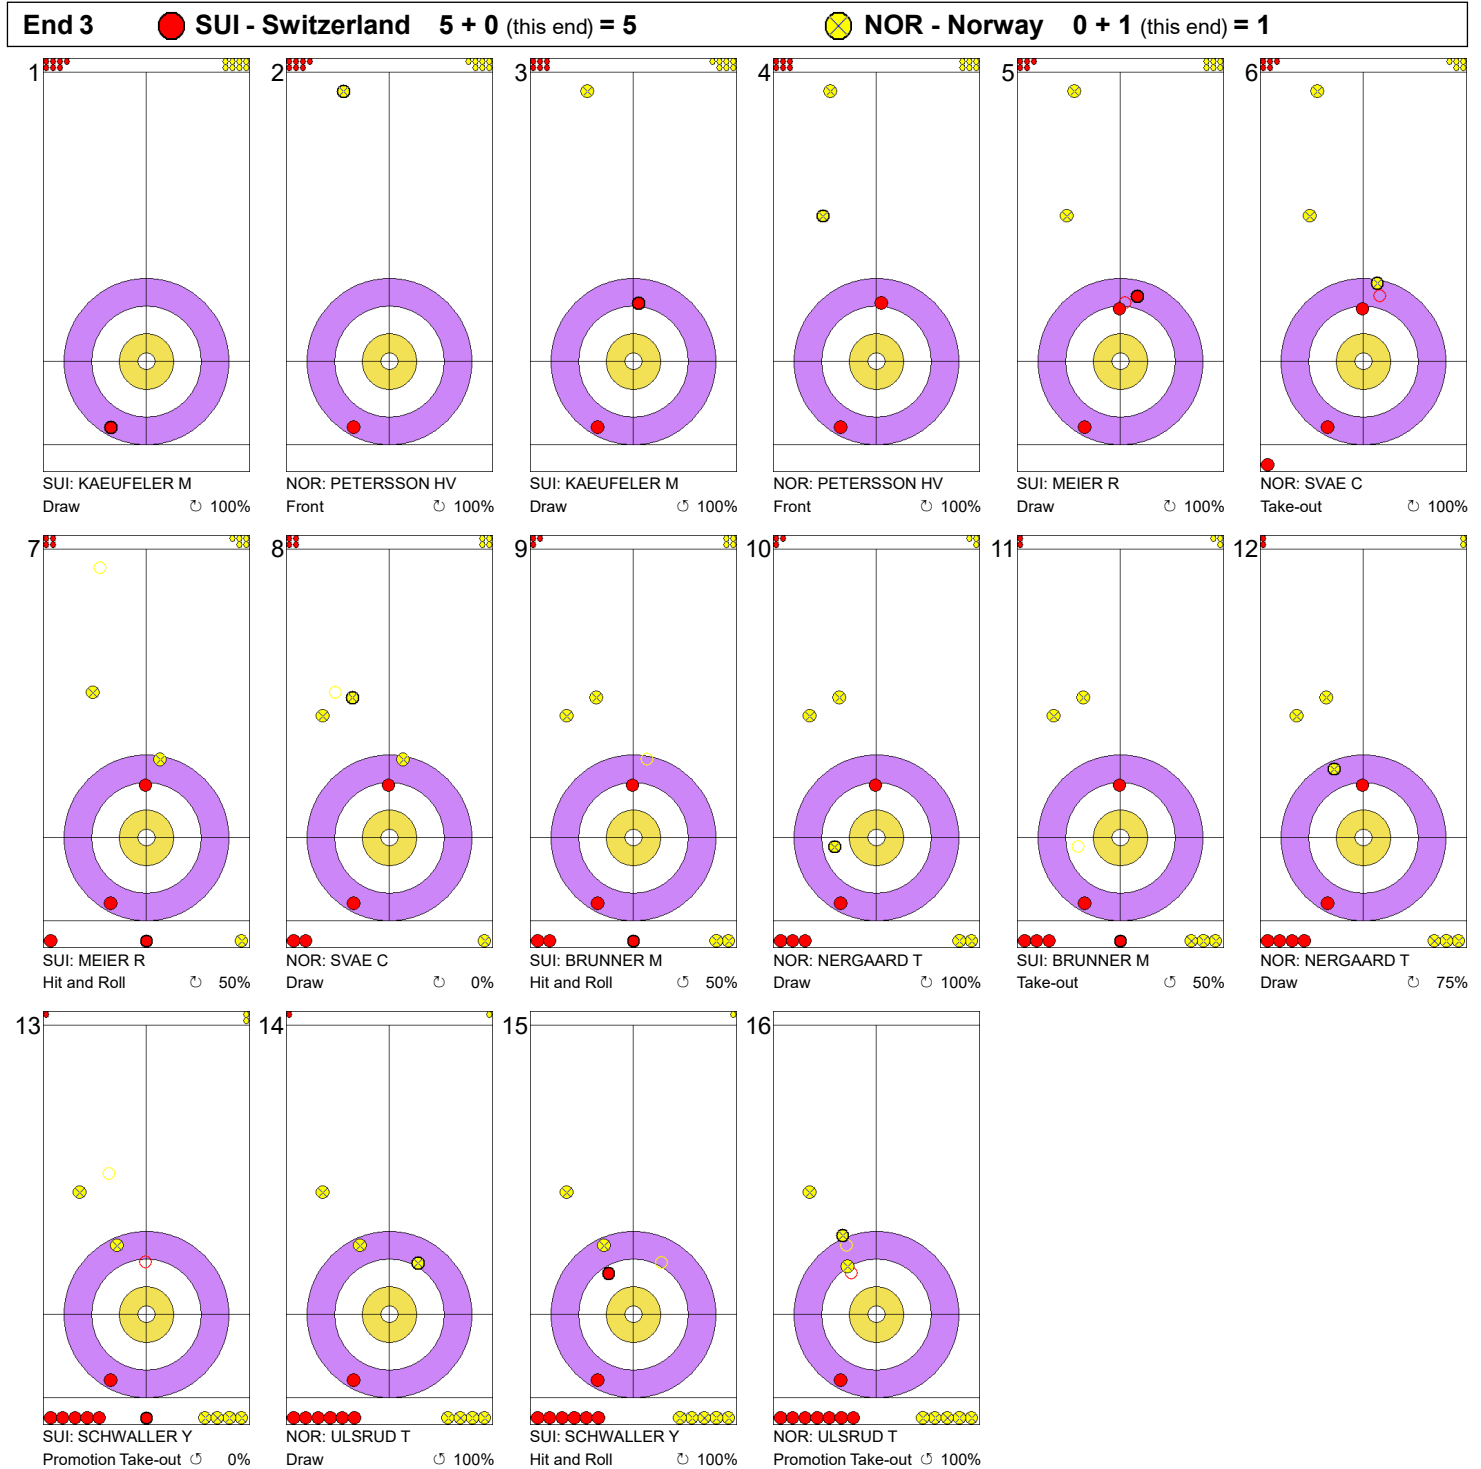 End 3 SUI - Switzerland 5 + 0 (this end) = 5 NOR - Norway 0 + 1 (this end) = 1
1 2 3 4 5 6
SUI: KAEUFELER M NOR: PETERSSON HV SUI: KAEUFELER M NOR: PETERSSON HV SUI: MEIER R NOR: SVAE C
Draw ↻ 100% Front ↻ 100% Draw ↺ 100% Front ↻ 100% Draw ↺ 100% Take-out ↻ 100%
7 8 9 10 11 12
SUI: MEIER R NOR: SVAE C SUI: BRUNNER M NOR: NERGAARD T SUI: BRUNNER M NOR: NERGAARD T
Hit and Roll ↻ 50% Draw ↻ 0% Hit and Roll ↺ 50% Draw ↻ 100% Take-out ↺ 50% Draw ↻ 75%
13 14 15 16
SUI: SCHWALLER Y NOR: ULSRUD T SUI: SCHWALLER Y NOR: ULSRUD T
Promotion Take-out ↺ 0% Draw ↺ 100% Hit and Roll ↻ 100% Promotion Take-out ↺ 100%